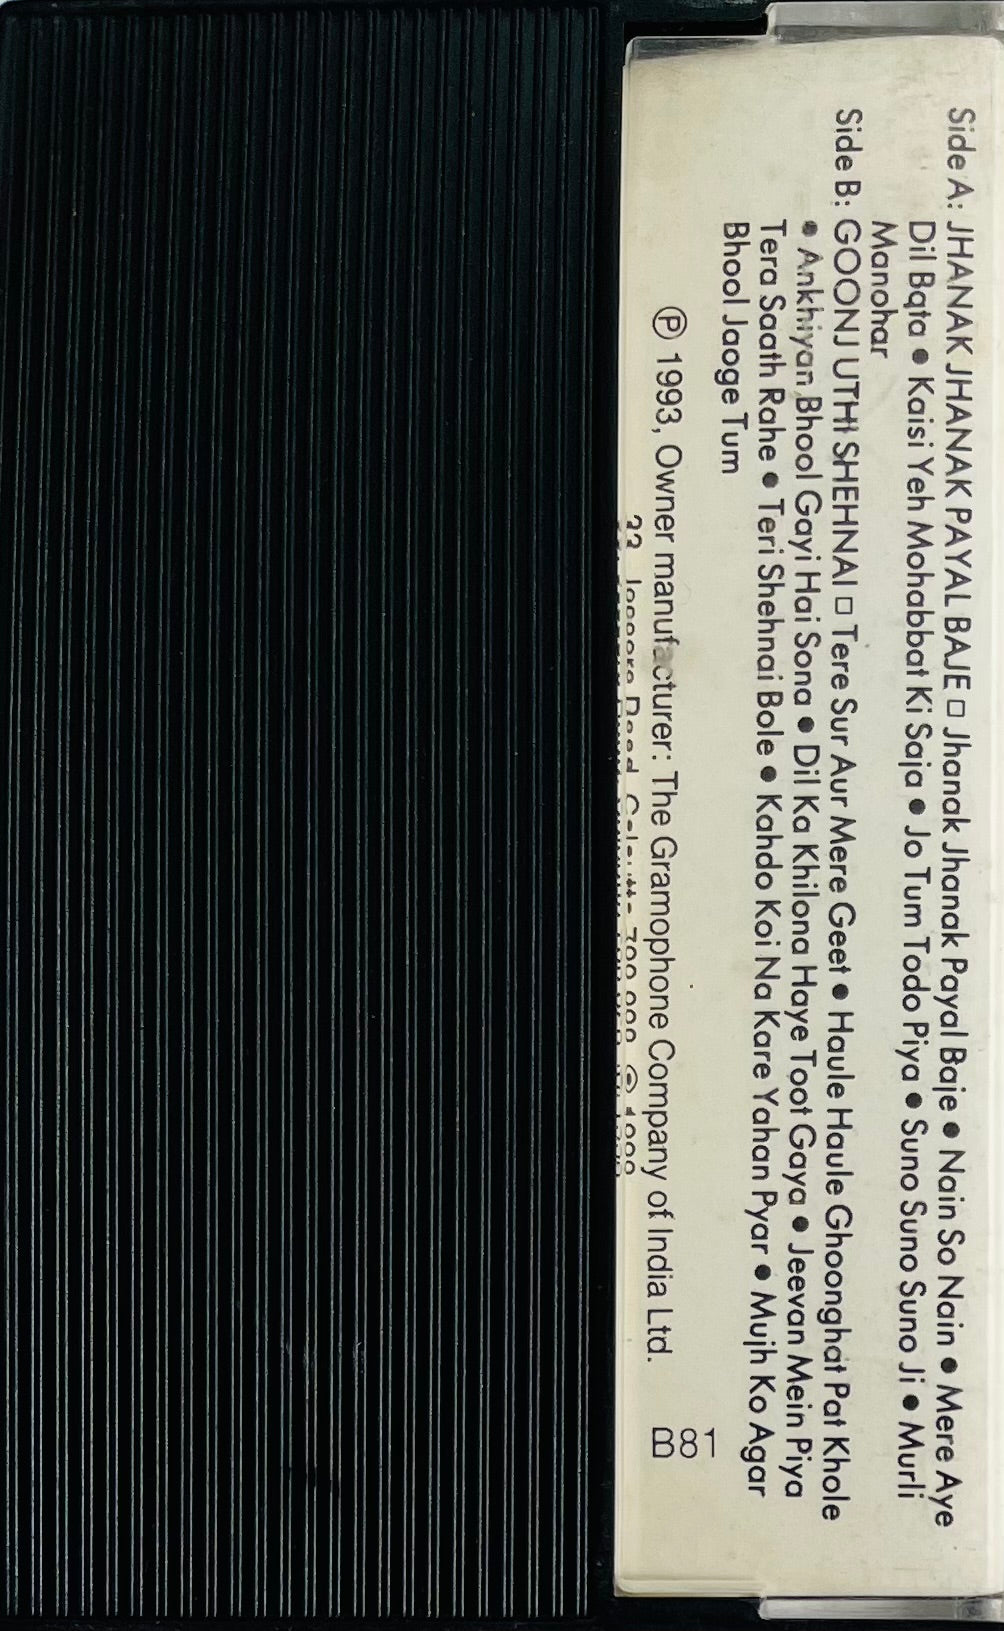 Side A: JHANAK JHANAK PAYAL BAJE □ Jhanak Jhanak Payal Baje ● Nain So Nain ● Mere Aye
Dil Bata ● Kaisi Yeh Mohabbat Ki Saja ● Jo Tum Todo Piya ● Suno Suno Suno Ji ● Murli
Manohar
Side B: GOONJ UTHI SHEHNAI □ Tere Sur Aur Mere Geet ● Haule Haule Ghoonghat Pat Khole
● Ankhiyan Bhool Gayi Hai Sona ● Dil Ka Khilona Haye Toot Gaya ● Jeevan Mein Piya
Tera Saath Rahe ● Teri Shehnai Bole ● Kahdo Koi Na Kare Yahan Pyar ● Mujh Ko Agar
Bhool Jaoge Tum
Ⓟ 1993, Owner manufacturer: The Gramophone Company of India Ltd.
Road